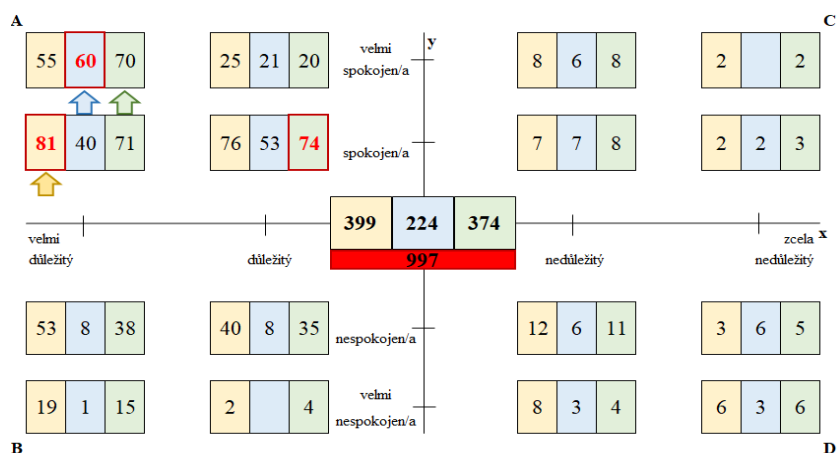 A y C
55 60 70 25 21 20 velmi spokojen/a 8 6 8 2 2
81 40 71 76 53 74 spokojen/a 7 7 8 2 2 3
399 224 374
velmi důležitý důležitý 997 nedůležitý zcela nedůležitý x
53 8 38 40 8 35 nespokojen/a 12 6 11 3 6 5
19 1 15 2 4 velmi nespokojen/a 8 3 4 6 3 6
B D